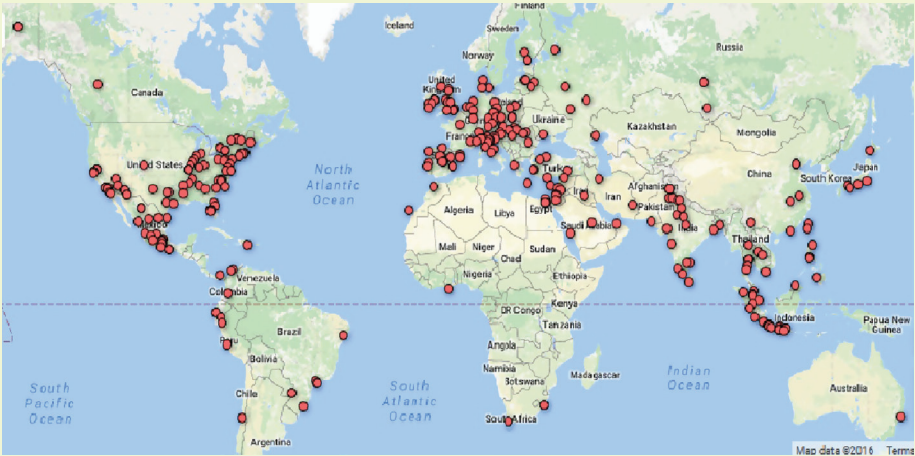 Finland
Iceland
Sweden
Russia
Norway
Canada
United
Kingdom
Ukraine
Kazakhstan
Mongolia
United States
North
Atlantic
Ocean
China
Japan
South Korea
Afghanistan
Iran
Pakistan
Algeria
Libya
Egypt
Saudi Arabia
India
Thailand
Mexico
Mali
Niger
Sudan
Chad
Nigeria
Ethiopia
Venezuela
Colombia
DR Congo
Kenya
Indonesia
Papua New
Guinea
Tanzania
Brazil
Peru
Angola
Bolivia
Namibia
Botswana
Madagascar
Indian
Ocean
South
Pacific
Ocean
South
Atlantic
Ocean
Chile
Australia
South Africa
Argentina
Map data ©2016 Terms